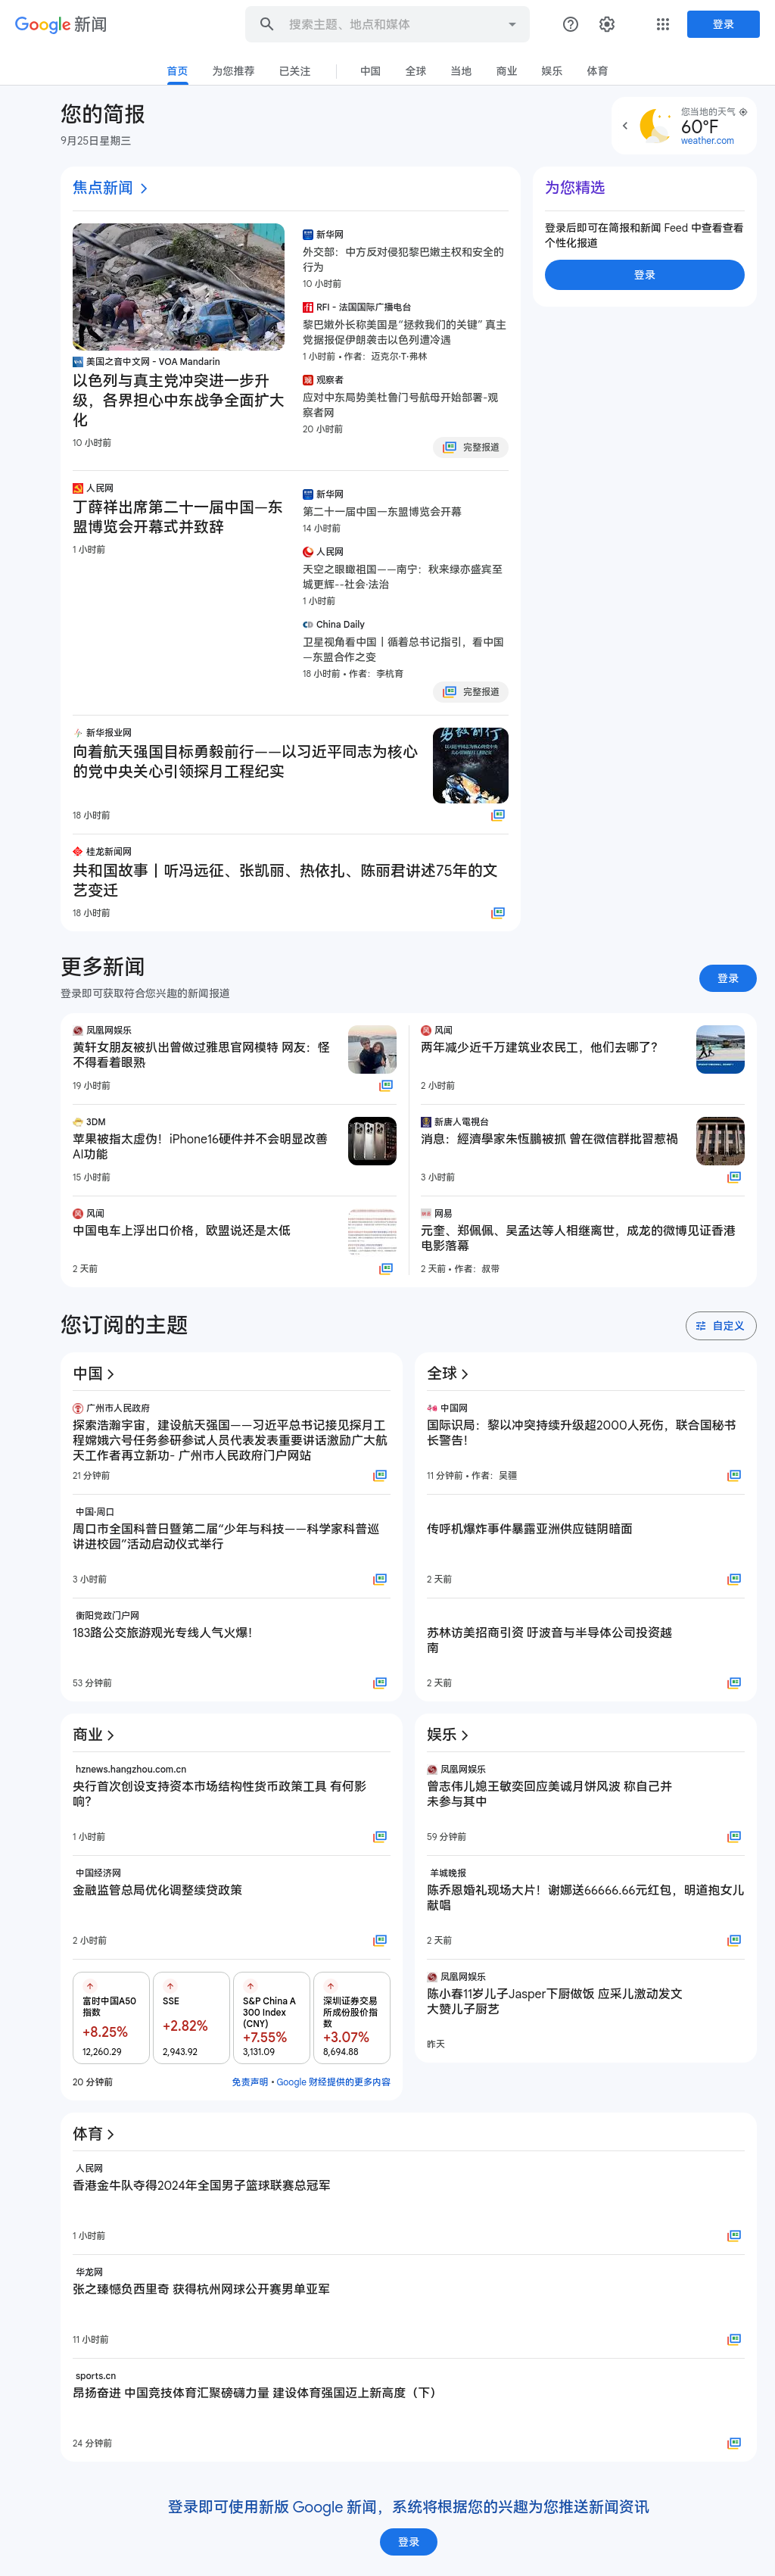 Google 新闻
搜索主题、地点和媒体
登录
首页
为您推荐
已关注
中国
全球
当地
商业
娱乐
体育
您的简报
9月25日星期三
您当地的天气
60°F
weather.com
焦点新闻
美国之音中文网 - VOA Mandarin
以色列与真主党冲突进一步升
级，各界担心中东战争全面扩大
化
10 小时前
新华网
外交部：中方反对侵犯黎巴嫩主权和安全的
行为
10 小时前
RFI - 法国国际广播电台
黎巴嫩外长称美国是“拯救我们的关键” 真主
党据报促伊朗袭击以色列遭冷遇
1 小时前 • 作者：迈克尔·T·弗林
观察者
应对中东局势美杜鲁门号航母开始部署-观
察者网
20 小时前
完整报道
人民网
丁薛祥出席第二十一届中国—东
盟博览会开幕式并致辞
1 小时前
新华网
第二十一届中国—东盟博览会开幕
14 小时前
人民网
天空之眼瞰祖国——南宁：秋来绿亦盛宾至
城更辉--社会·法治
1 小时前
China Daily
卫星视角看中国丨循着总书记指引，看中国
—东盟合作之变
18 小时前 • 作者：李杭育
完整报道
新华报业网
向着航天强国目标勇毅前行——以习近平同志为核心
的党中央关心引领探月工程纪实
18 小时前
桂龙新闻网
共和国故事丨听冯远征、张凯丽、热依扎、陈丽君讲述75年的文
艺变迁
18 小时前
为您精选
登录后即可在简报和新闻 Feed 中查看查看
个性化报道
登录
更多新闻
登录即可获取符合您兴趣的新闻报道
登录
凤凰网娱乐
黄轩女朋友被扒出曾做过雅思官网模特 网友：怪
不得看着眼熟
19 小时前
3DM
苹果被指太虚伪！iPhone16硬件并不会明显改善
AI功能
15 小时前
风闻
中国电车上浮出口价格，欧盟说还是太低
2 天前
风闻
两年减少近千万建筑业农民工，他们去哪了？
2 小时前
新唐人電視台
消息：經濟學家朱恆鵬被抓 曾在微信群批習惹禍
3 小时前
网易
元奎、郑佩佩、吴孟达等人相继离世，成龙的微博见证香港
电影落幕
2 天前 • 作者：叔带
您订阅的主题
自定义
中国
广州市人民政府
探索浩瀚宇宙，建设航天强国——习近平总书记接见探月工
程嫦娥六号任务参研参试人员代表发表重要讲话激励广大航
天工作者再立新功- 广州市人民政府门户网站
21 分钟前
中国·周口
周口市全国科普日暨第二届“少年与科技——科学家科普巡
讲进校园”活动启动仪式举行
3 小时前
衡阳党政门户网
183路公交旅游观光专线人气火爆！
53 分钟前
全球
中国网
国际识局：黎以冲突持续升级超2000人死伤，联合国秘书
长警告！
11 分钟前 • 作者：吴疆
传呼机爆炸事件暴露亚洲供应链阴暗面
2 天前
苏林访美招商引资 吁波音与半导体公司投资越
南
2 天前
商业
hznews.hangzhou.com.cn
央行首次创设支持资本市场结构性货币政策工具 有何影
响？
1 小时前
中国经济网
金融监管总局优化调整续贷政策
2 小时前
富时中国A50
指数
+8.25%
12,260.29
SSE
+2.82%
2,943.92
S&P China A
300 Index
(CNY)
+7.55%
3,131.09
深圳证券交易
所成份股价指
数
+3.07%
8,694.88
20 分钟前
免责声明 • Google 财经提供的更多内容
娱乐
凤凰网娱乐
曾志伟儿媳王敏奕回应美诚月饼风波 称自己并
未参与其中
59 分钟前
羊城晚报
陈乔恩婚礼现场大片！谢娜送66666.66元红包，明道抱女儿
献唱
2 天前
凤凰网娱乐
陈小春11岁儿子Jasper下厨做饭 应采儿激动发文
大赞儿子厨艺
昨天
体育
人民网
香港金牛队夺得2024年全国男子篮球联赛总冠军
1 小时前
华龙网
张之臻憾负西里奇 获得杭州网球公开赛男单亚军
11 小时前
sports.cn
昂扬奋进 中国竞技体育汇聚磅礴力量 建设体育强国迈上新高度（下）
24 分钟前
登录即可使用新版 Google 新闻，系统将根据您的兴趣为您推送新闻资讯
登录